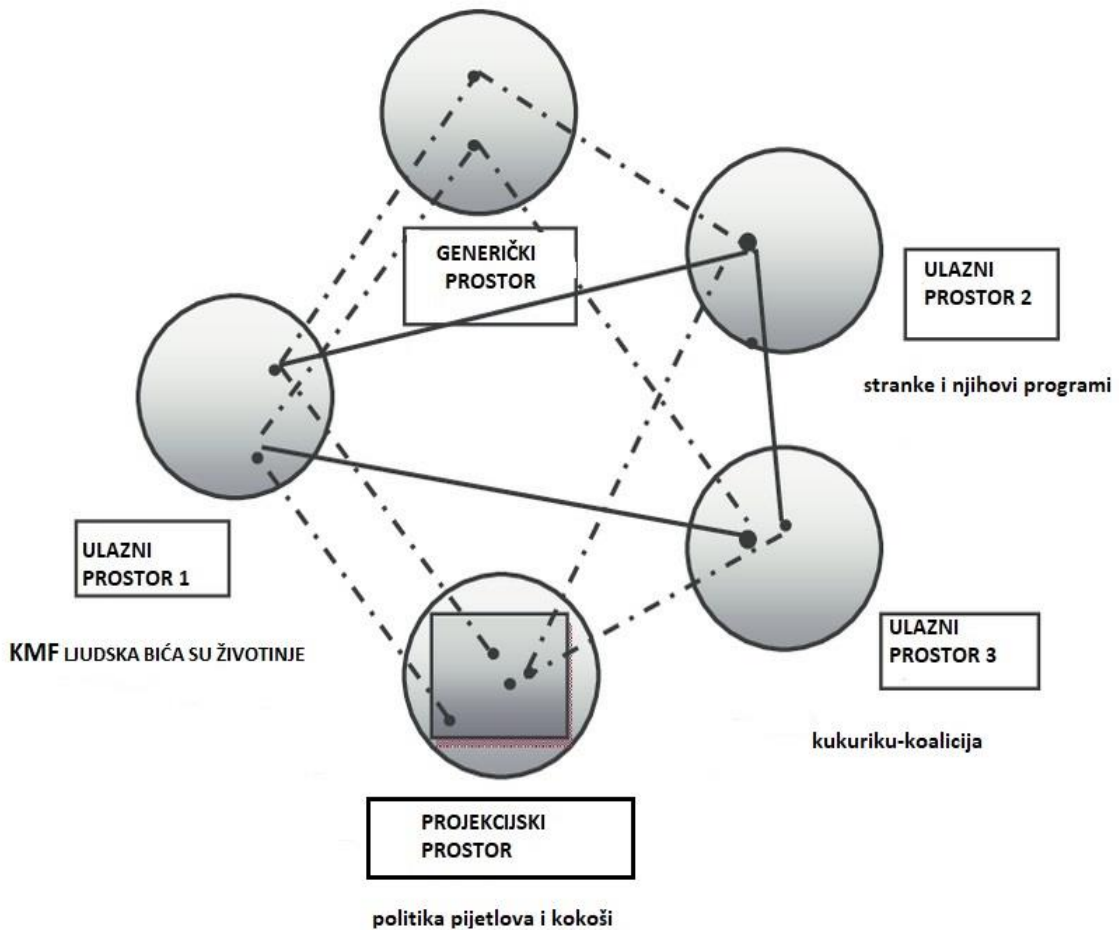 GENERIČKI
PROSTOR
ULAZNI
PROSTOR 2
stranke i njihovi programi
ULAZNI
PROSTOR 1
KMF LJUDSKA BIĆA SU ŽIVOTINJE
ULAZNI
PROSTOR 3
kukuriku-koalicija
PROJEKCIJSKI
PROSTOR
politika pijetlova i kokoši